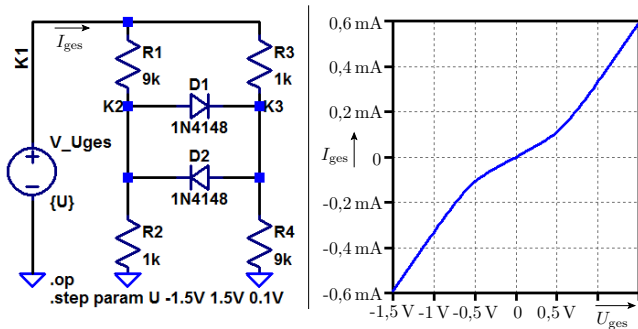 K1
I_ges
R1
9k
R3
1k
D1
K2
K3
1N4148
V_Uges
{U}
D2
1N4148
R2
1k
R4
9k
.op
.step param U -1.5V 1.5V 0.1V
0,6 mA
0,4 mA
0,2 mA
I_ges
0
-0,2 mA
-0,4 mA
-0,6 mA
-1,5 V -1 V -0,5 V 0 0,5 V U_ges